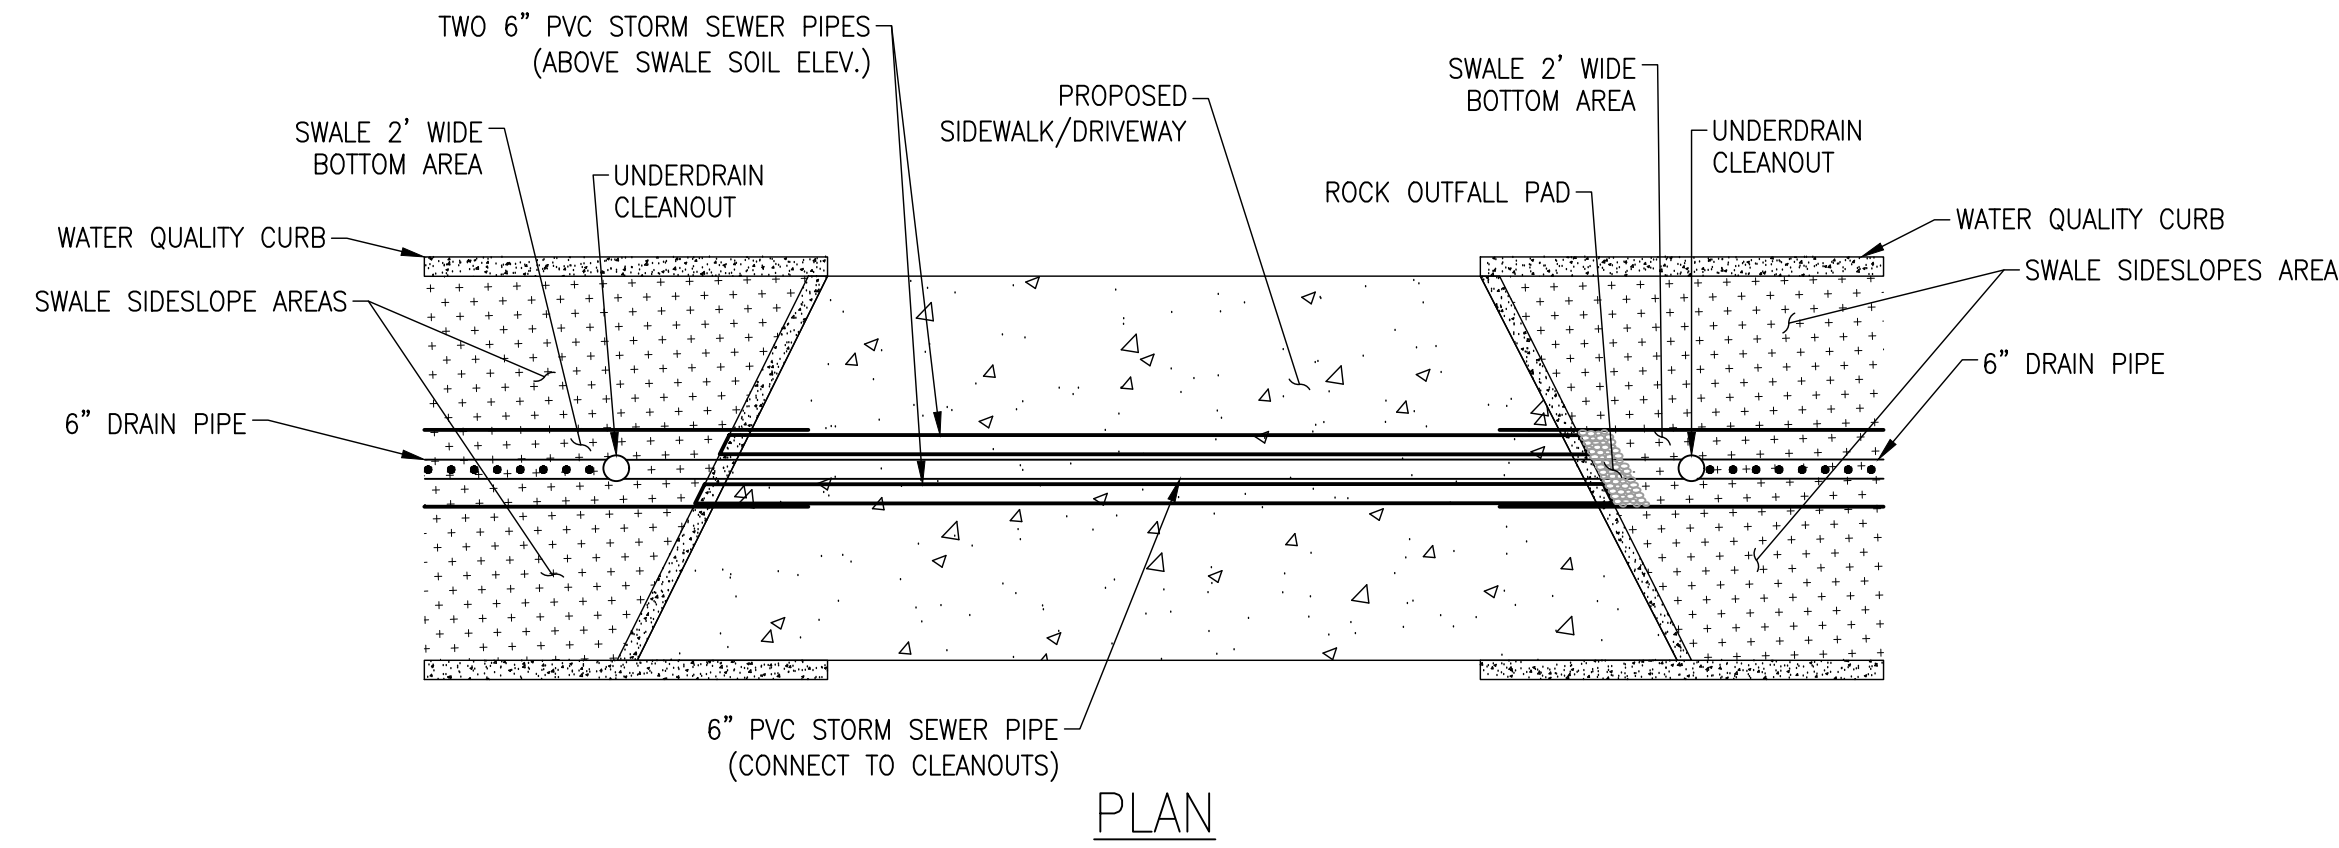 TWO 6" PVC STORM SEWER PIPES
(ABOVE SWALE SOIL ELEV.)
SWALE 2' WIDE
BOTTOM AREA
UNDERDRAIN
CLEANOUT
WATER QUALITY CURB
SWALE SIDESLOPE AREAS
6" DRAIN PIPE
PROPOSED
SIDEWALK/DRIVEWAY
SWALE 2' WIDE
BOTTOM AREA
UNDERDRAIN
CLEANOUT
ROCK OUTFALL PAD
WATER QUALITY CURB
SWALE SIDESLOPES AREA
6" DRAIN PIPE
6" PVC STORM SEWER PIPE
(CONNECT TO CLEANOUTS)
PLAN